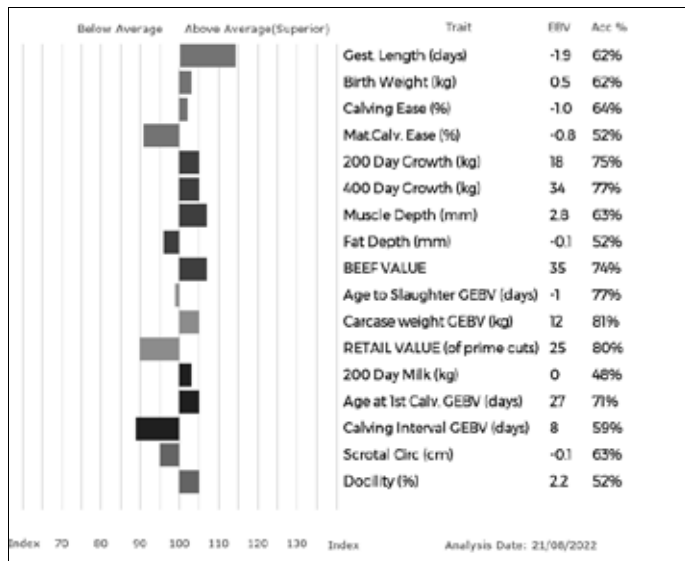 Below Average Above Average(Superior) Trait EBV Acc %
Gest. Length (days) -1.9 62%
Birth Weight (kg) 0.5 62%
Calving Ease (%) -1.0 64%
Mat.Calv. Ease (%) -0.8 52%
200 Day Growth (kg) 18 75%
400 Day Growth (kg) 34 77%
Muscle Depth (mm) 2.8 63%
Fat Depth (mm) -0.1 52%
BEEF VALUE 35 74%
Age to Slaughter GEBV (days) -1 77%
Carcase weight GEBV (kg) 12 81%
RETAIL VALUE (of prime cuts) 25 80%
200 Day Milk (kg) 0 48%
Age at 1st Calv. GEBV (days) 27 71%
Calving Interval GEBV (days) 8 59%
Scrotal Circ (cm) -0.1 63%
Docility (%) 2.2 52%
Index 70 80 90 100 110 120 130 Index Analysis Date: 21/08/2022